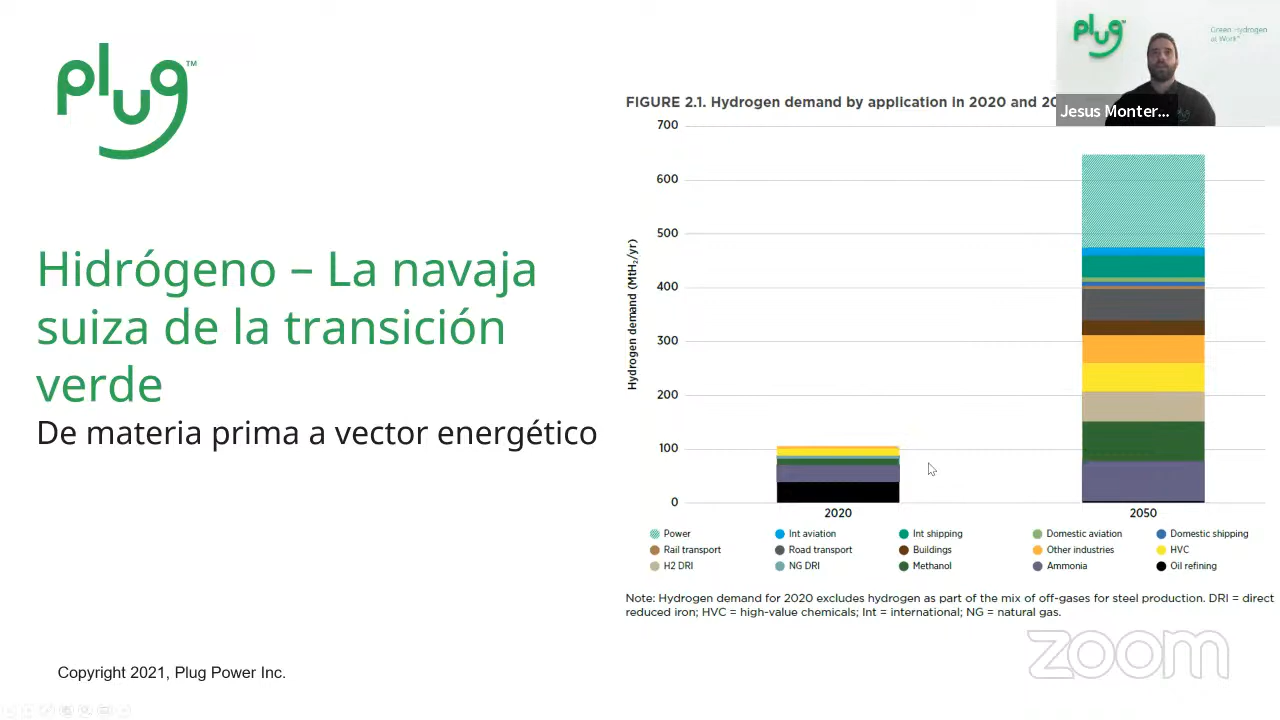 plug™
Hidrógeno – La navaja
suiza de la transición
verde
De materia prima a vector energético
Copyright 2021, Plug Power Inc.
plug
Green Hydrogen
at Work™
Jesus Monter...
FIGURE 2.1. Hydrogen demand by application in 2020 and 20
Hydrogen demand (MtH₂/yr)
700
600
500
400
300
200
100
0
2020
2050
Power
Int aviation
Int shipping
Domestic aviation
Domestic shipping
Rail transport
Road transport
Buildings
Other industries
HVC
H2 DRI
NG DRI
Methanol
Ammonia
Oil refining
Note: Hydrogen demand for 2020 excludes hydrogen as part of the mix of off-gases for steel production. DRI = direct
reduced iron; HVC = high-value chemicals; Int = international; NG = natural gas.
zoom